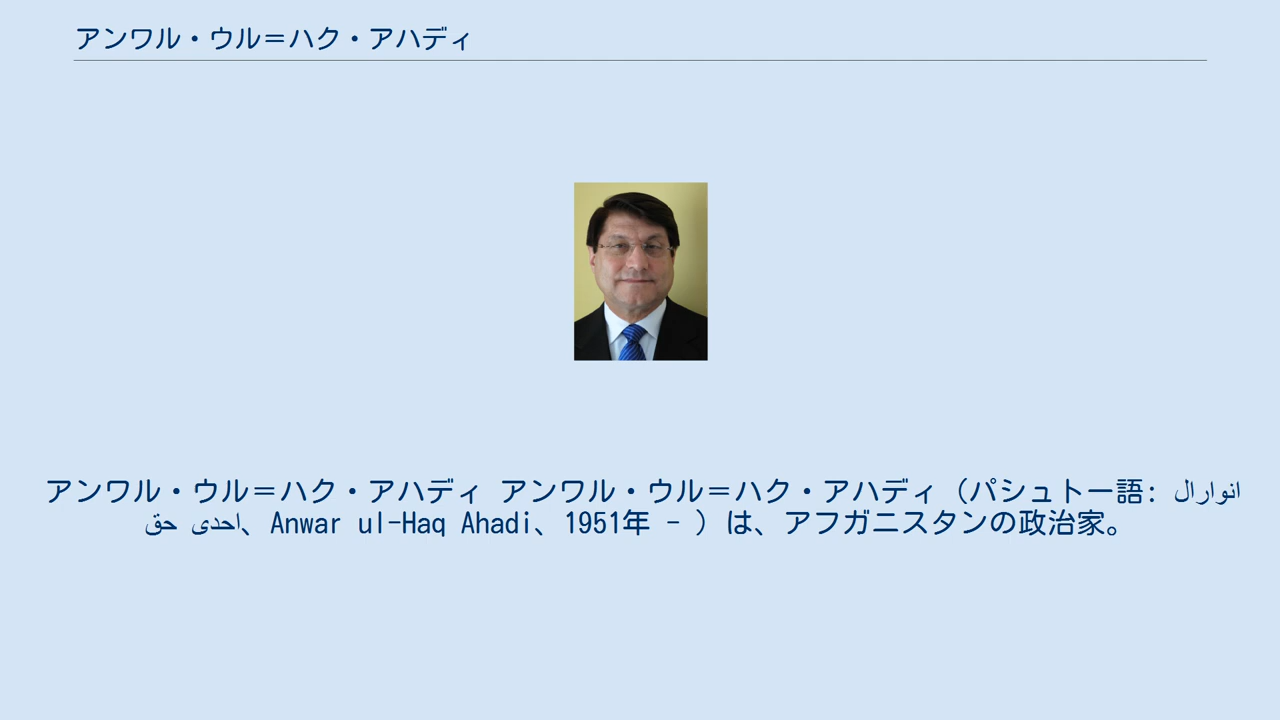 アンワル・ウル＝ハク・アハディ
アンワル・ウル＝ハク・アハディ アンワル・ウル＝ハク・アハディ（パシュトー語: انوارال
احدی حق、Anwar ul-Haq Ahadi、1951年 - ）は、アフガニスタンの政治家。